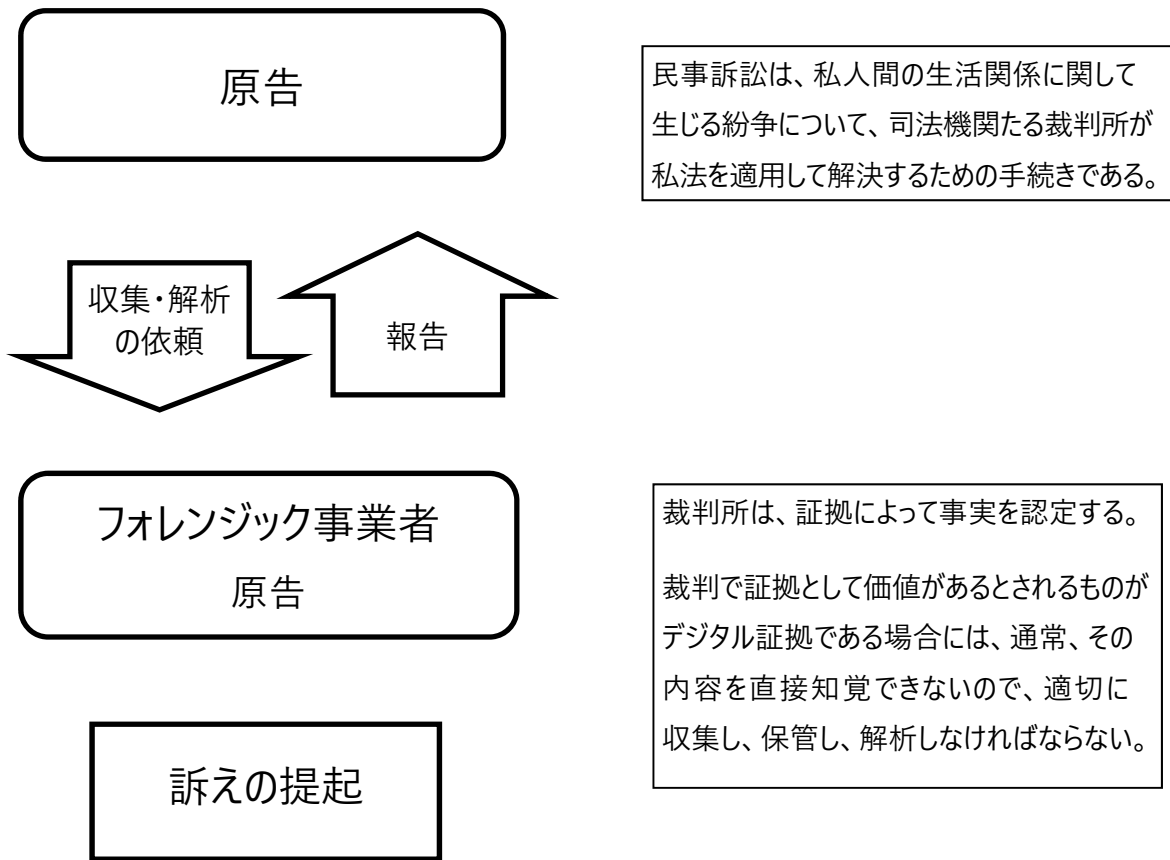 原告
民事訴訟は、私人間の生活関係に関して
生じる紛争について、司法機関たる裁判所が
私法を適用して解決するための手続きである。
収集・解析
の依頼
報告
フォレンジック事業者
原告
裁判所は、証拠によって事実を認定する。
裁判で証拠として価値があるとされるものが
デジタル証拠である場合には、通常、その
内容を直接知覚できないので、適切に
収集し、保管し、解析しなければならない。
訴えの提起